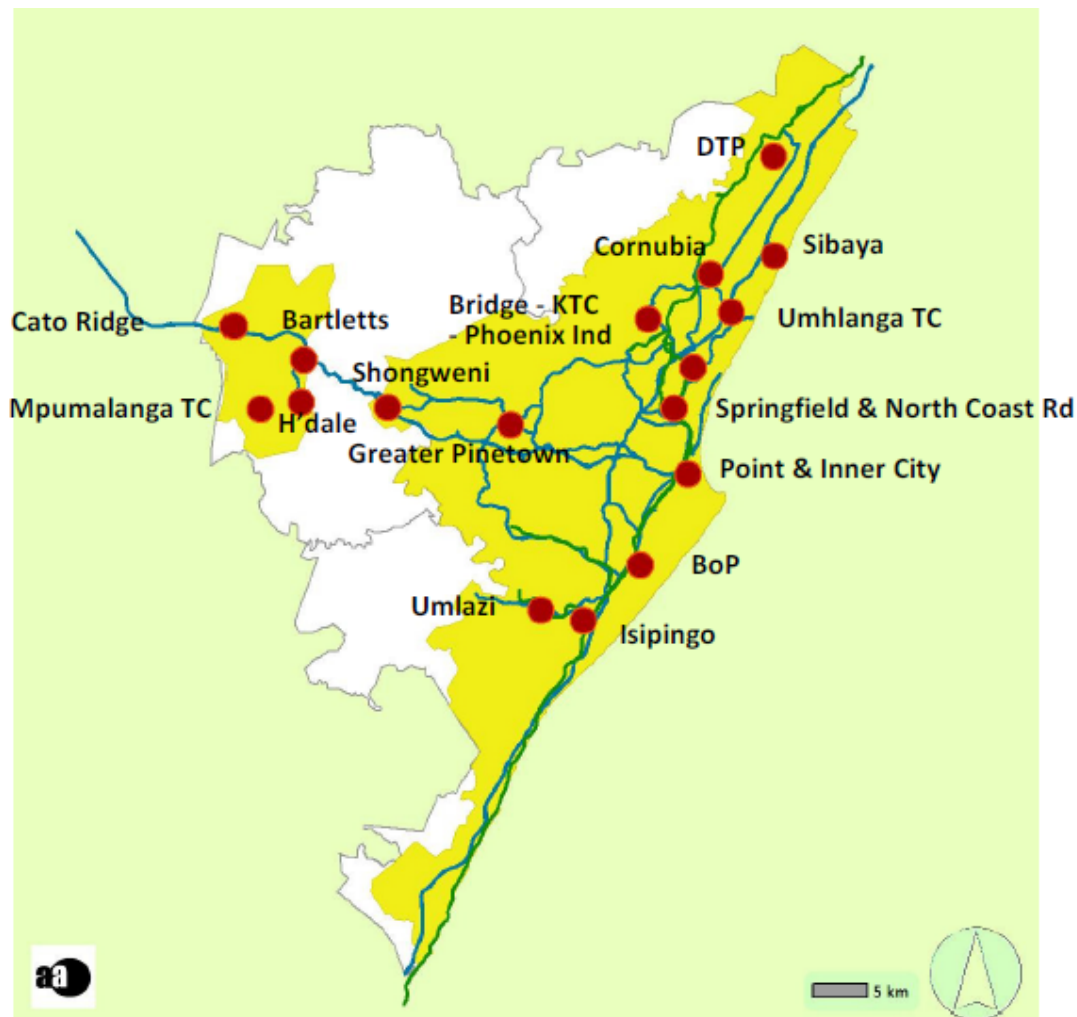 DTP
Cornubia
Sibaya
Bridge - KTC
- Phoenix Ind
Umhlanga TC
Cato Ridge
Bartletts
Shongweni
Mpumalanga TC
H'dale
Springfield & North Coast Rd
Greater Pinetown
Point & Inner City
BoP
Umlazi
Isipingo
aa
5 km